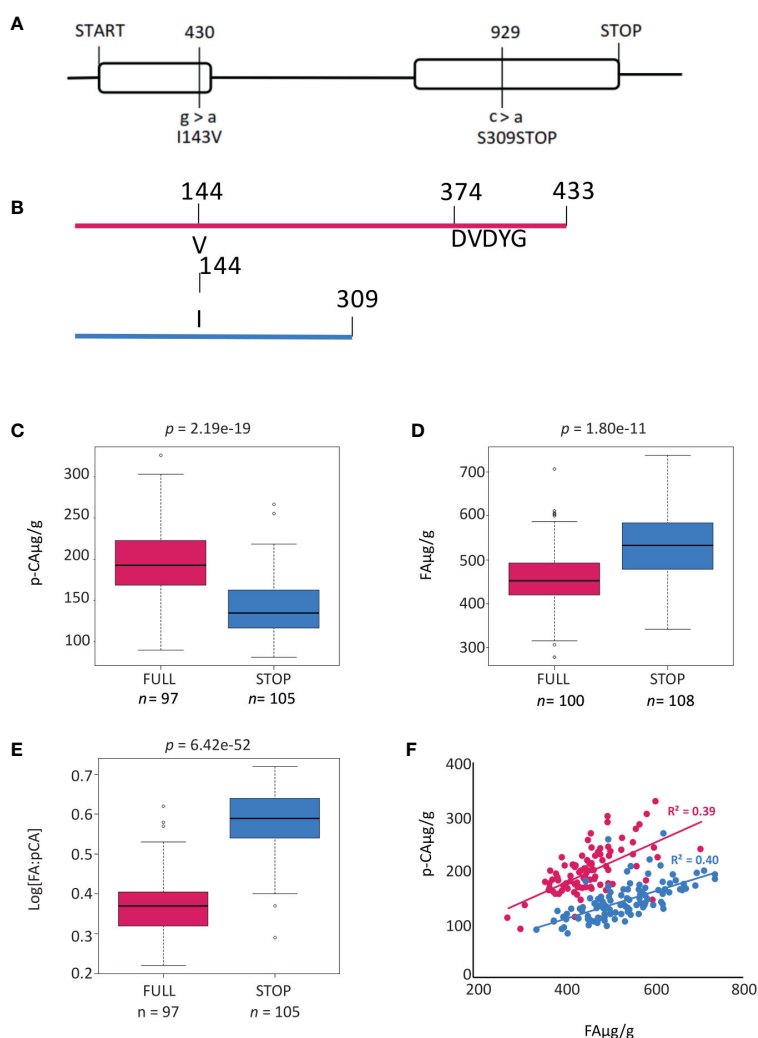 A
START 430 929 STOP
g > a c > a
I143V S309STOP
B
144 374 433
V DVDYG
144
I 309
C
p = 2.19e-19
p-CAµg/g
300
250
200
150
100
FULL STOP
n= 97 n= 105
D
p = 1.80e-11
FAµg/g
700
600
500
400
300
FULL STOP
n= 100 n= 108
E
p = 6.42e-52
Log[FA:pCA]
0.7
0.6
0.5
0.4
0.3
0.2
FULL STOP
n = 97 n= 105
F
p-CAµg/g
400
300
200
100
0
R² = 0.39
R² = 0.40
200 400 600 800
FAµg/g